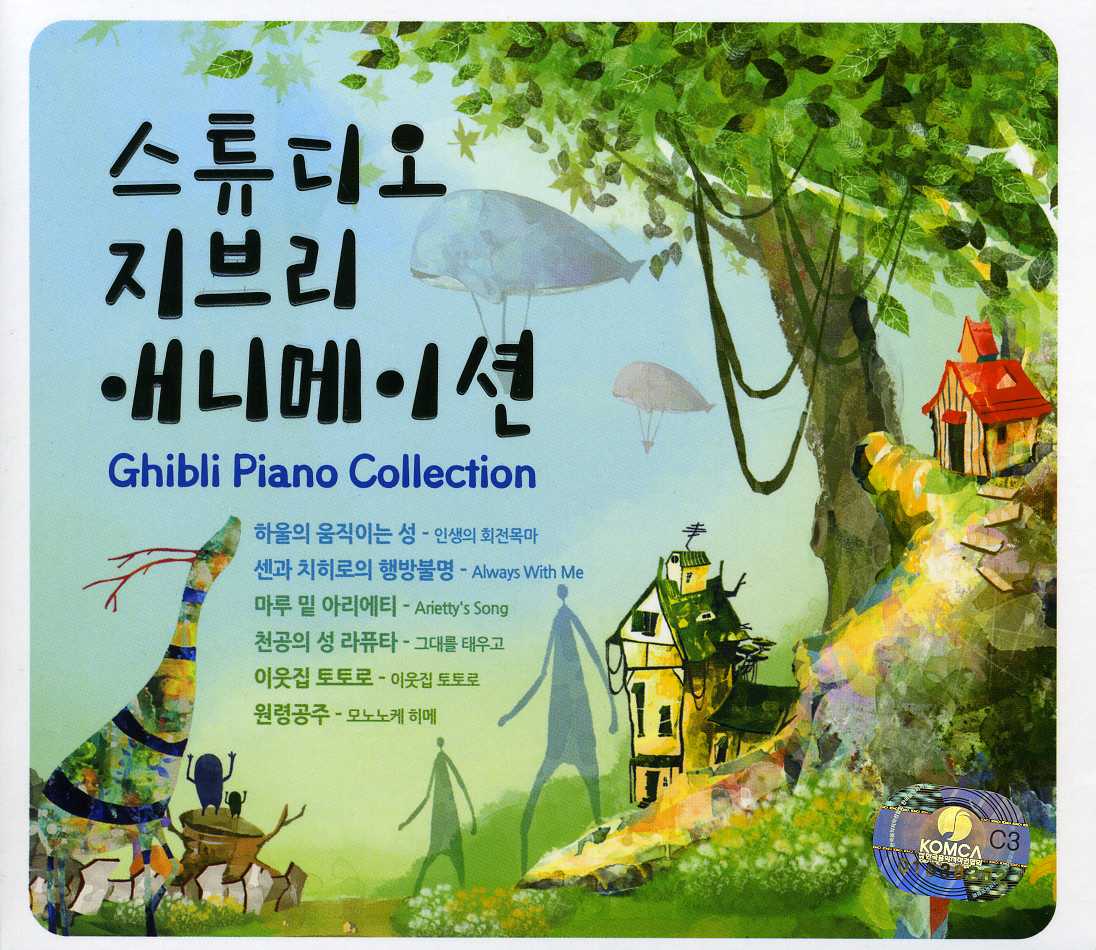 스튜디오
지브리
애니메이션
Ghibli Piano Collection
하울의 움직이는 성 - 인생의 회전목마
센과 치히로의 행방불명 - Always With Me
마루 밑 아리에티 - Arietty's Song
천공의 성 라퓨타 - 그대를 태우고
이웃집 토토로 - 이웃집 토토로
원령공주 - 모노노케 히메
KOMCA
C3